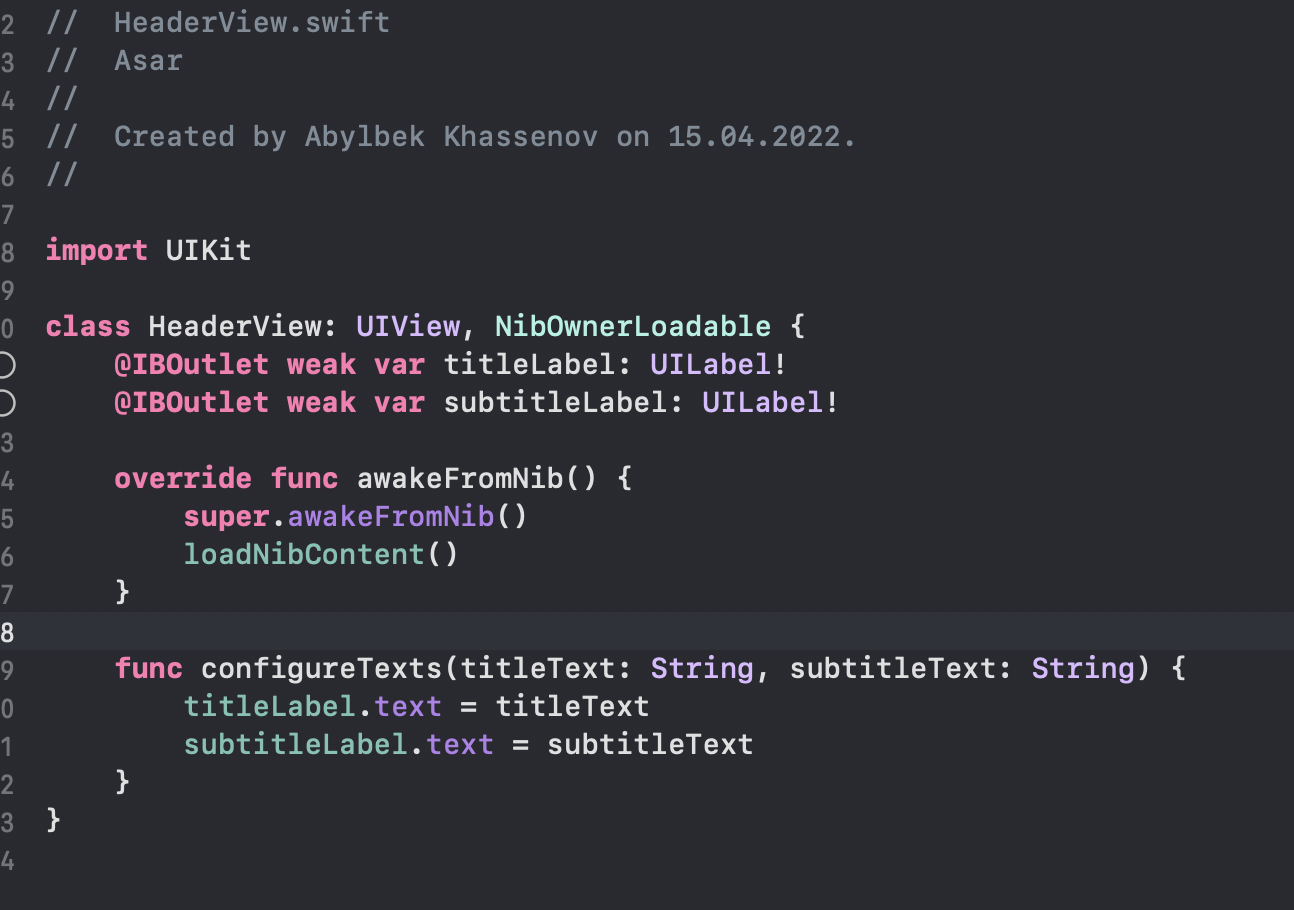 2 //  HeaderView.swift
3 //  Asar
4 //
5 //  Created by Abylbek Khassenov on 15.04.2022.
6 //
7
8 import UIKit
9
0 class HeaderView: UIView, NibOwnerLoadable {
    @IBOutlet weak var titleLabel: UILabel!
    @IBOutlet weak var subtitleLabel: UILabel!
3
4     override func awakeFromNib() {
5         super.awakeFromNib()
6         loadNibContent()
7     }
8
9     func configureTexts(titleText: String, subtitleText: String) {
0         titleLabel.text = titleText
1         subtitleLabel.text = subtitleText
2     }
3 }
4